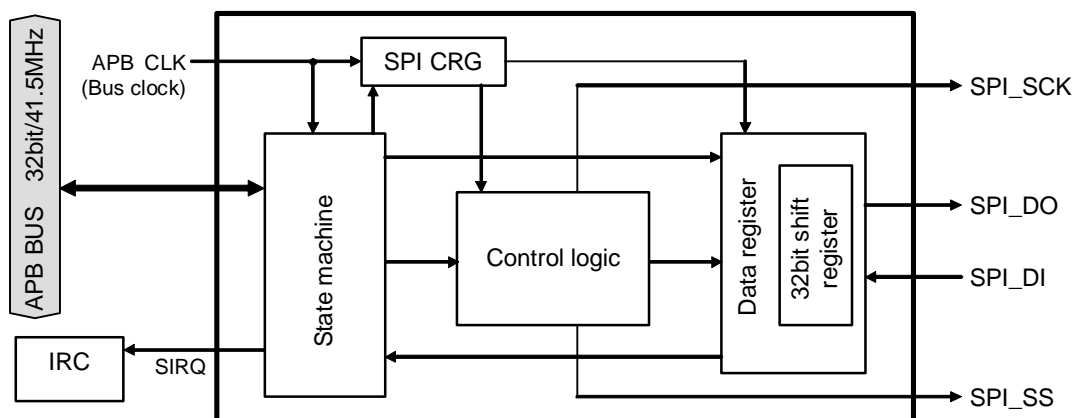 APB BUS 32bit/41.5MHz
APB CLK
(Bus clock)
SPI CRG
SPI_SCK
State machine
Control logic
Data register
32bit shift
register
SPI_DO
SPI_DI
IRC
SIRQ
SPI_SS